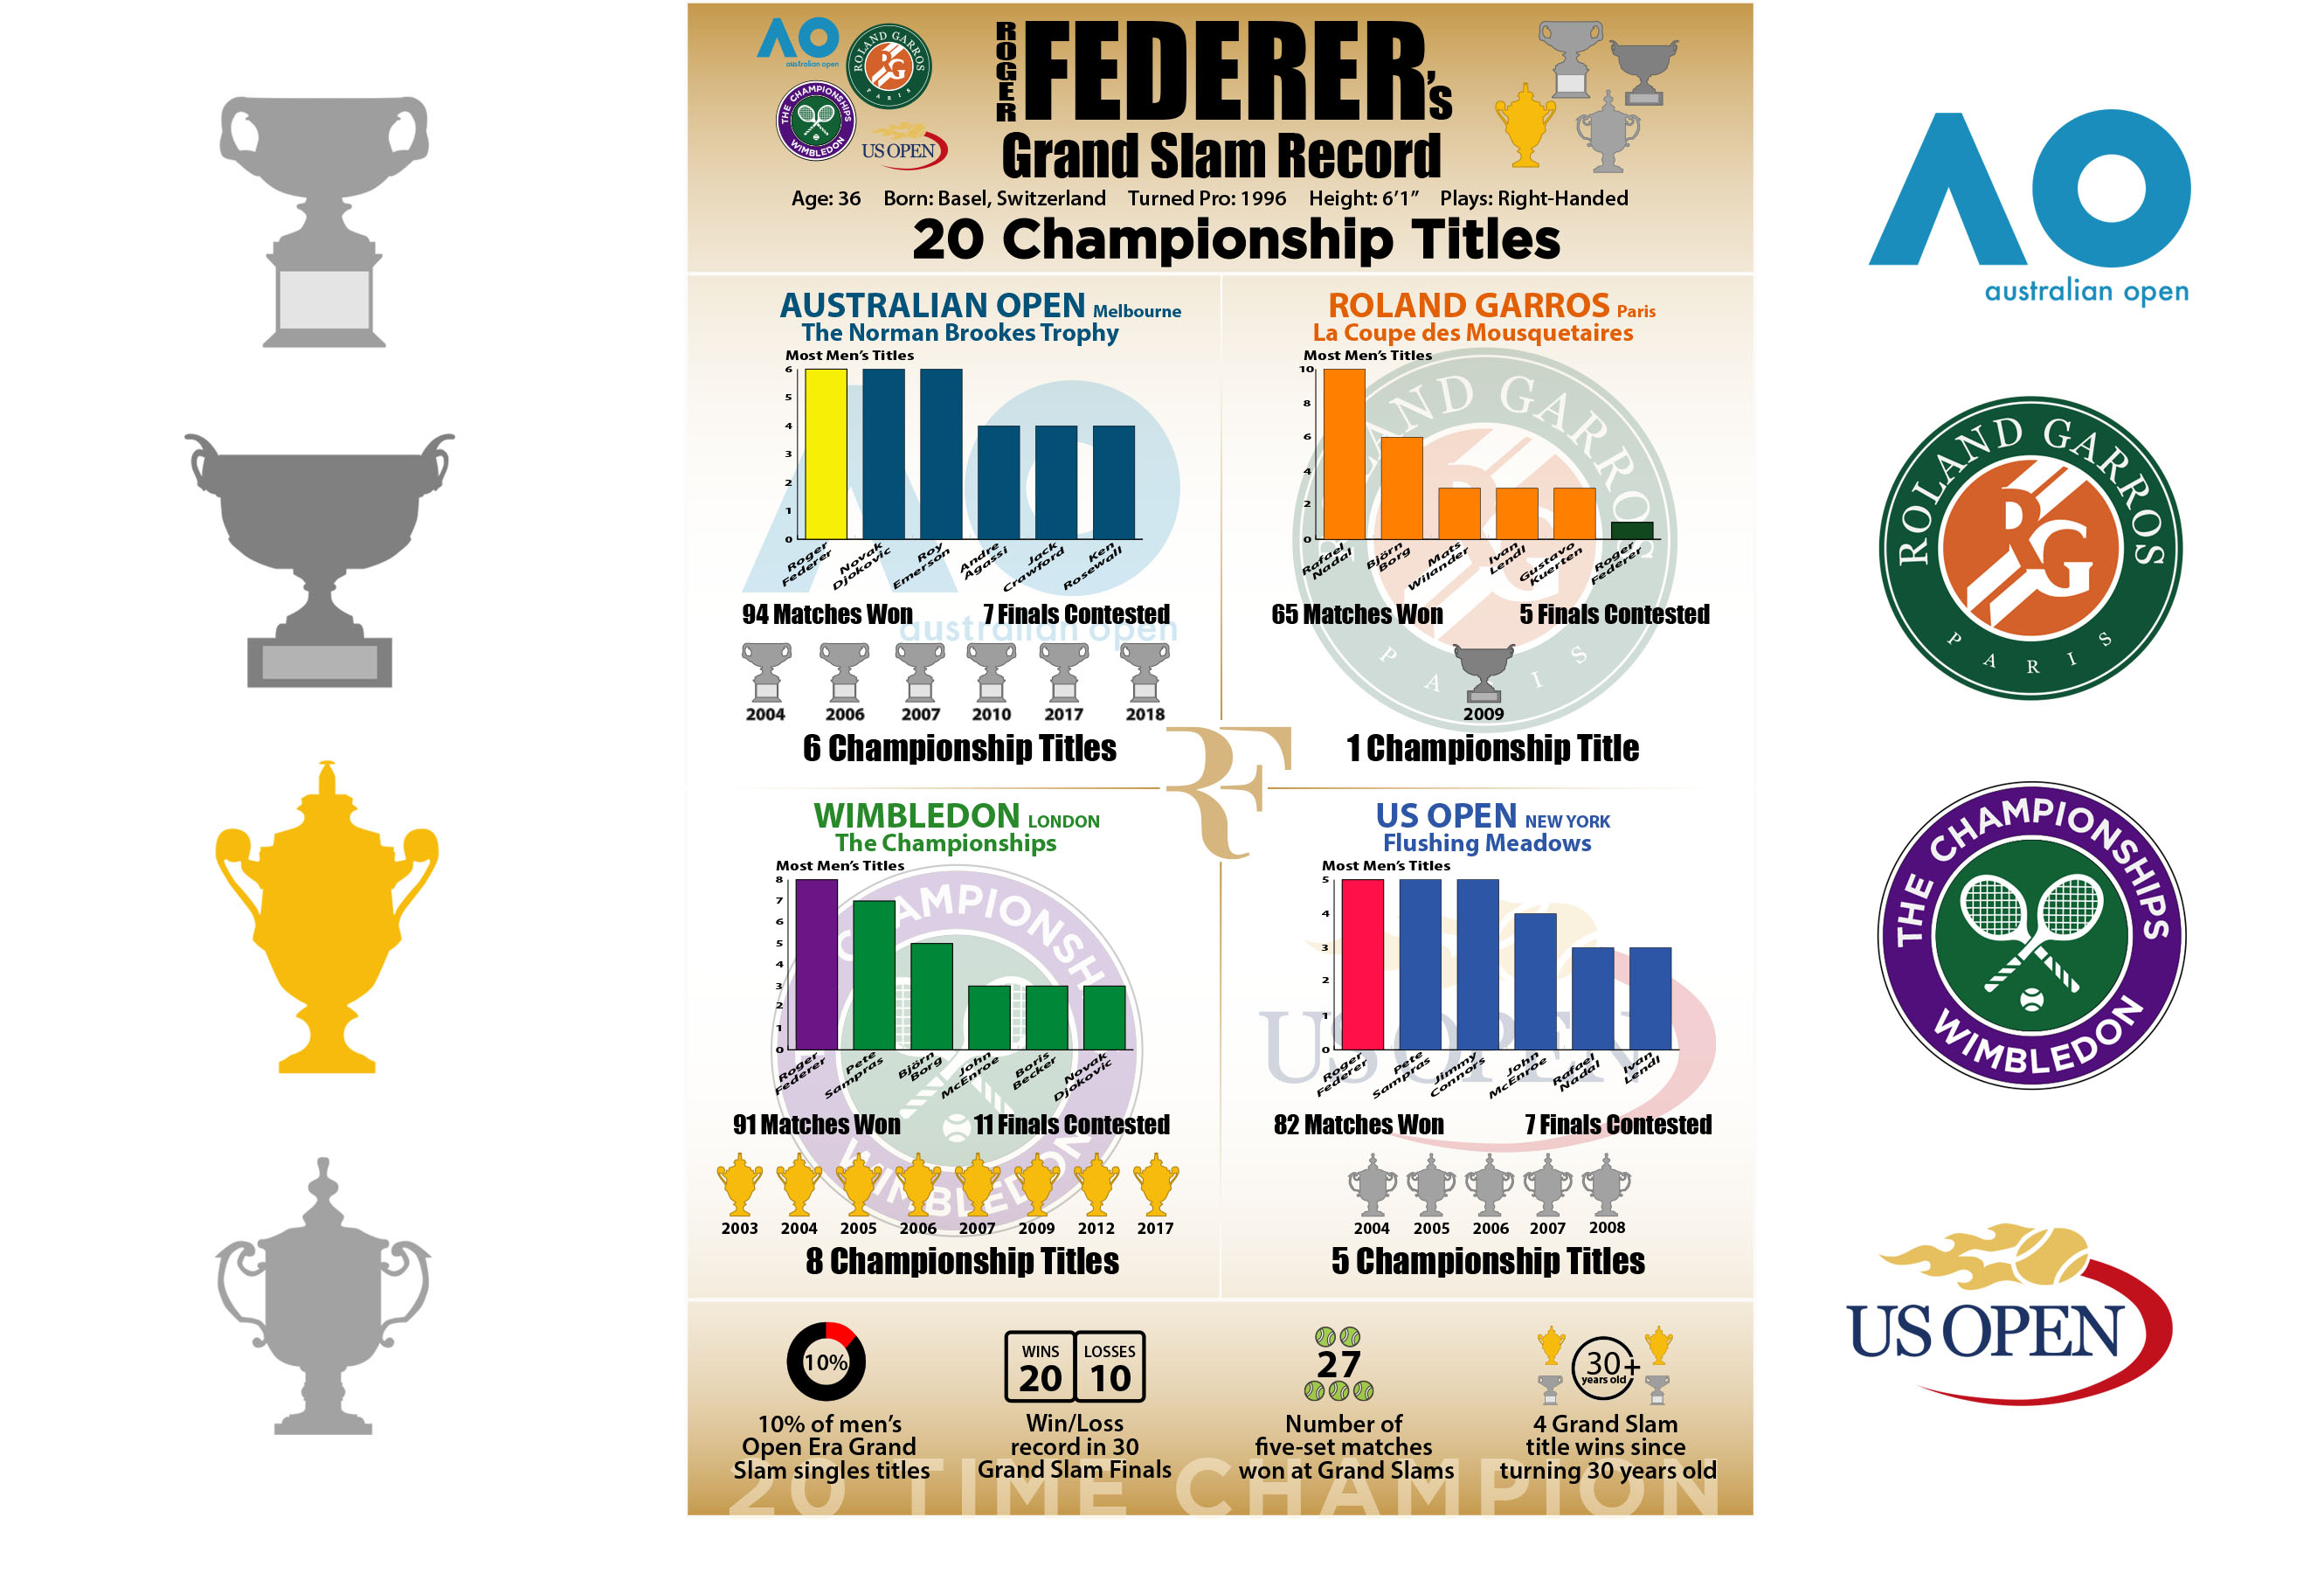 australian open
ROLAND GARROS
RG
PARIS
THE CHAMPIONSHIPS
WIMBLEDON
US OPEN
ROGER
FEDERER's
Grand Slam Record
Age: 36 Born: Basel, Switzerland Turned Pro: 1996 Height: 6’1” Plays: Right-Handed
20 Championship Titles
AUSTRALIAN OPEN Melbourne
The Norman Brookes Trophy
Most Men’s Titles
6
5
4
3
2
1
0
Roger Federer
Novak Djokovic
Roy Emerson
Andre Agassi
Jack Crawford
Ken Rosewall
AO
australian open
94 Matches Won 7 Finals Contested
2004 2006 2007 2010 2017 2018
6 Championship Titles
ROLAND GARROS Paris
La Coupe des Mousquetaires
Most Men’s Titles
10
8
6
4
2
0
Rafael Nadal
Björn Borg
Mats Wilander
Ivan Lendl
Gustavo Kuerten
Roger Federer
65 Matches Won 5 Finals Contested
2009
1 Championship Title
RF
WIMBLEDON LONDON
The Championships
Most Men’s Titles
8
7
6
5
4
3
2
1
0
Roger Federer
Pete Sampras
Björn Borg
John McEnroe
Boris Becker
Novak Djokovic
91 Matches Won 11 Finals Contested
2003 2004 2005 2006 2007 2009 2012 2017
8 Championship Titles
US OPEN NEW YORK
Flushing Meadows
Most Men’s Titles
5
4
3
2
1
0
Roger Federer
Pete Sampras
Jimmy Connors
John McEnroe
Rafael Nadal
Ivan Lendl
US OPEN
82 Matches Won 7 Finals Contested
2004 2005 2006 2007 2008
5 Championship Titles
10%
10% of men’s
Open Era Grand
Slam singles titles
WINS LOSSES
20 10
Win/Loss
record in 30
Grand Slam Finals
27
Number of
five-set matches
won at Grand Slams
30+
years old
4 Grand Slam
title wins since
turning 30 years old
20 TIME CHAMPION
AO
australian open
ROLAND GARROS
RG
PARIS
THE CHAMPIONSHIPS
WIMBLEDON
US OPEN